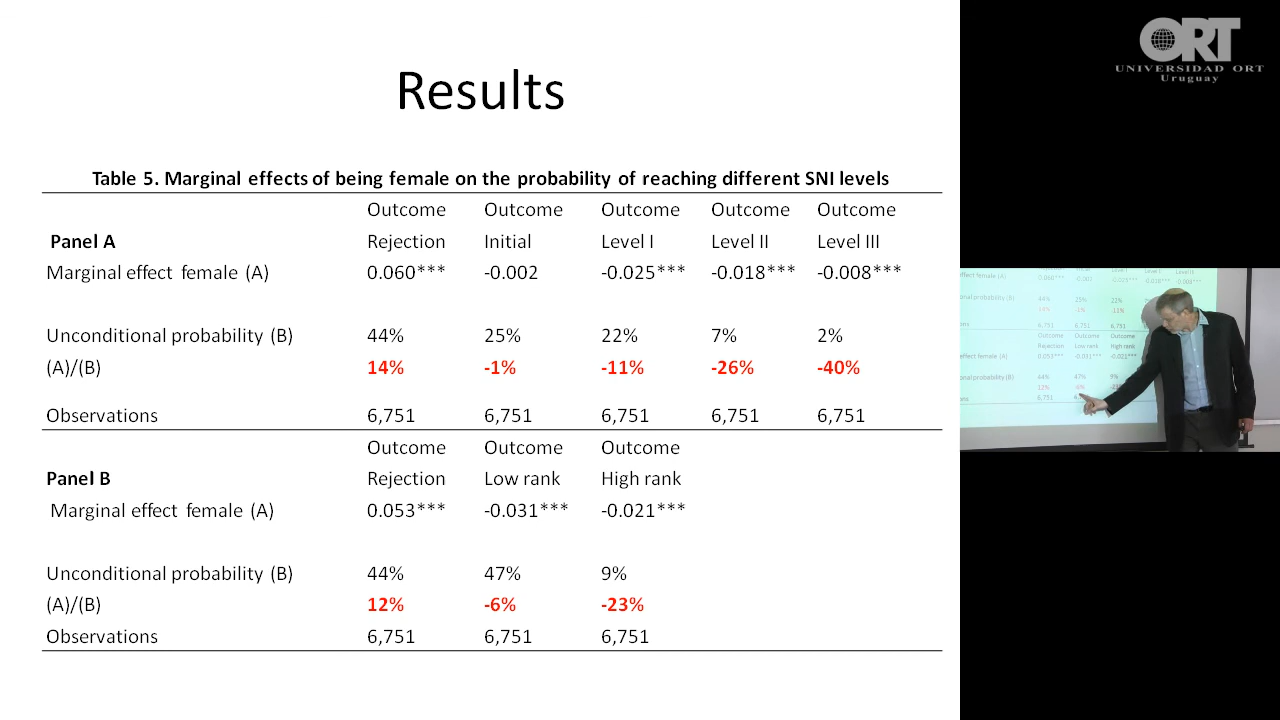 Results
Table 5. Marginal effects of being female on the probability of reaching different SNI levels
Outcome Outcome Outcome Outcome Outcome
Panel A Rejection Initial Level I Level II Level III
Marginal effect female (A) 0.060*** -0.002 -0.025*** -0.018*** -0.008***
Unconditional probability (B) 44% 25% 22% 7% 2%
(A)/(B) 14% -1% -11% -26% -40%
Observations 6,751 6,751 6,751 6,751 6,751
Outcome Outcome Outcome
Panel B Rejection Low rank High rank
Marginal effect female (A) 0.053*** -0.031*** -0.021***
Unconditional probability (B) 44% 47% 9%
(A)/(B) 12% -6% -23%
Observations 6,751 6,751 6,751
ORT
UNIVERSIDAD ORT
Uruguay